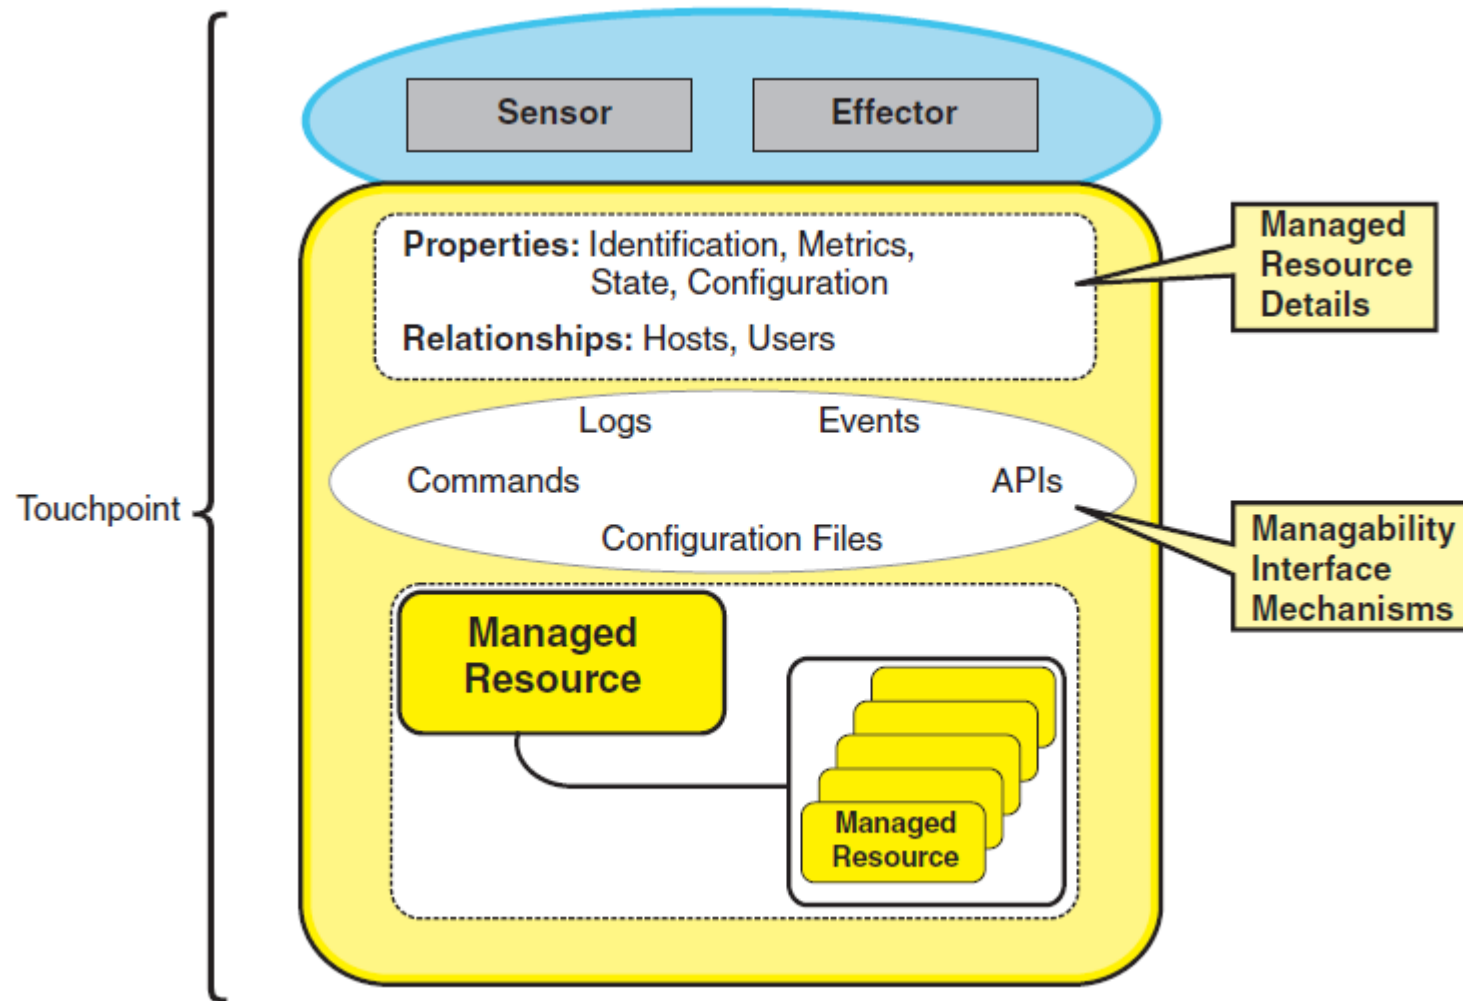 Sensor
Effector
Properties: Identification, Metrics,
State, Configuration
Relationships: Hosts, Users
Managed
Resource
Details
Logs
Events
Commands
APIs
Configuration Files
Touchpoint
Managability
Interface
Mechanisms
Managed
Resource
Managed
Resource